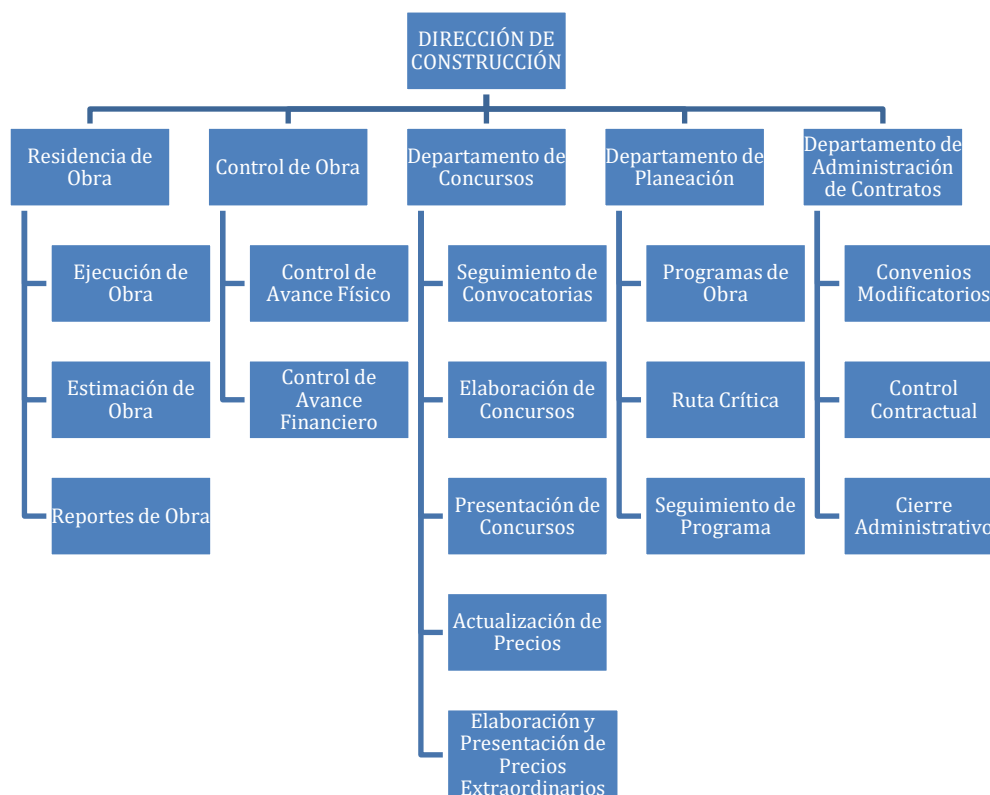 DIRECCIÓN DE
CONSTRUCCIÓN
Residencia de
Obra
Control de Obra
Departamento de
Concursos
Departamento de
Planeación
Departamento de
Administración
de Contratos
Ejecución de
Obra
Control de
Avance Físico
Seguimiento de
Convocatorias
Programas de
Obra
Convenios
Modificatorios
Estimación de
Obra
Control de
Avance
Financiero
Elaboración de
Concursos
Ruta Crítica
Control
Contractual
Reportes de Obra
Presentación de
Concursos
Seguimiento de
Programa
Cierre
Administrativo
Actualización de
Precios
Elaboración y
Presentación de
Precios
Extraordinarios